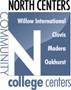 NORTH CENTERS
COMMUNITY
Willow International
Clovis
Madera
Oakhurst
college centers